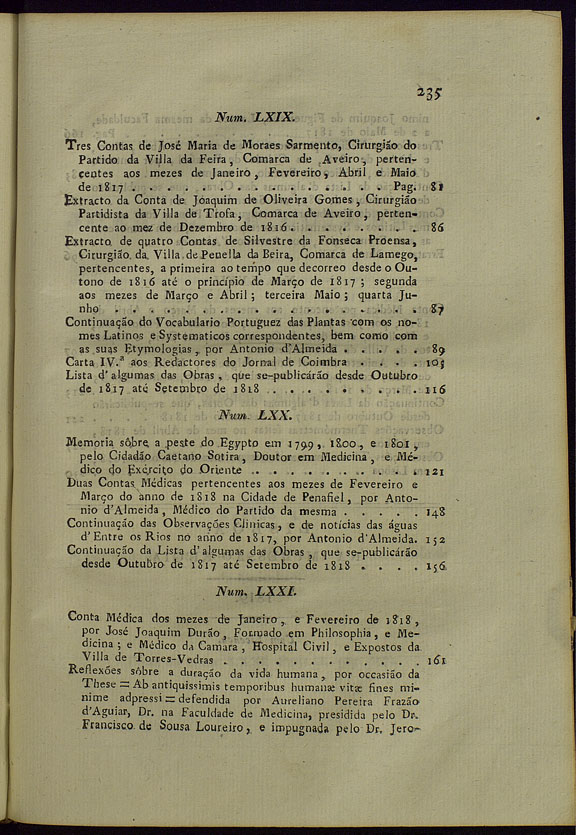 235
Num. LXIX.
Tres Contas de José Maria de Moraes Sarmento, Cirurgião do
Partido da Villa da Feira, Comarca de Aveiro, perten-
centes aos mezes de Janeiro, Fevereiro, Abril e Maio
de 1817 . . . . . . . . . . . . . . Pag. 81
Extracto da Conta de Joaquim de Oliveira Gomes, Cirurgião
Partidista da Villa de Trofa, Comarca de Aveiro, perten-
cente ao mez de Dezembro de 1816. . . . . . . . 86
Extracto de quatro Contas de Silvestre da Fonseca Proensa,
Cirurgião da Villa de Penella da Beira, Comarca de Lamego,
pertencentes, a primeira ao tempo que decorreo desde o Ou-
tono de 1816 até o princípio de Março de 1817; segunda
aos mezes de Março e Abril; terceira Maio; quarta Ju-
nho . . . . . . . . . . . . . . . . . 87
Continuação do Vocabulario Portuguez das Plantas com os no-
mes Latinos e Systematicos correspondentes, bem como com
as suas Etymologias, por Antonio d'Almeida . . . . . 89
Carta IV.ª aos Redactores do Jornal de Coimbra . . . . 105
Lista d'algumas das Obras, que se-publicárão desde Outubro
de 1817 até Setembro de 1818 . . . . . . . . . 116
Num. LXX.
Memoria sôbre a peste do Egypto em 1799, 1800, e 1801,
pelo Cidadão Caetano Sotira, Doutor em Medicina, e Mé-
dico do Exército do Oriente . . . . . . . . . . 121
Duas Contas Médicas pertencentes aos mezes de Fevereiro e
Março do anno de 1818 na Cidade de Penafiel, por Anto-
nio d'Almeida, Médico do Partido da mesma . . . . . 148
Continuação das Observações Clinicas, e de notícias das águas
d'Entre os Rios no anno de 1817, por Antonio d'Almeida. 152
Continuação da Lista d'algumas das Obras, que se-publicárão
desde Outubro de 1817 até Setembro de 1818 . . . . 156
Num. LXXI.
Conta Médica dos mezes de Janeiro, e Fevereiro de 1818,
por José Joaquim Durão, Formado em Philosophia, e Me-
dicina; e Médico da Camara, Hospital Civil, e Expostos da
Villa de Torres-Vedras . . . . . . . . . . . 161
Reflexões sôbre a duração da vida humana, por occasião da
These = Ab antiquissimis temporibus humanæ vitæ fines mi-
nime adpressi = defendida por Aureliano Pereira Frazão
d'Aguiar, Dr. na Faculdade de Medicina, presidida pelo Dr.
Francisco de Sousa Loureiro, e impugnada pelo Dr. Jero-